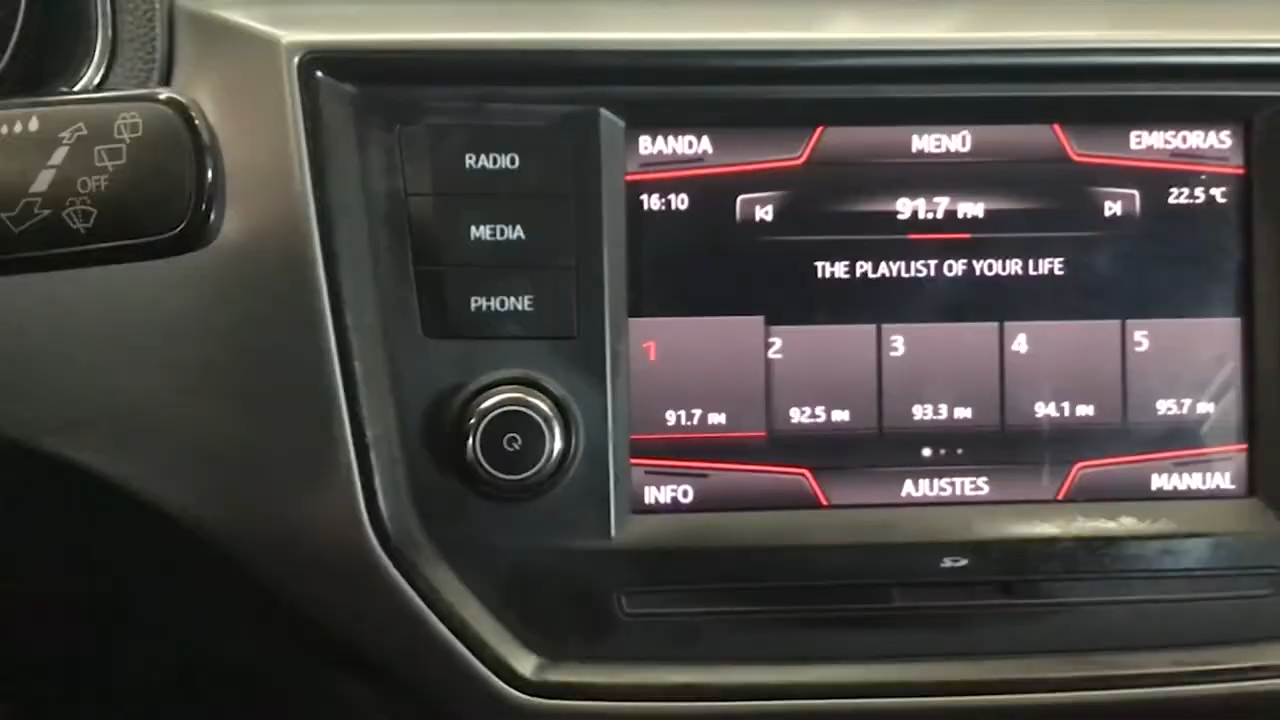 OFF
RADIO
MEDIA
PHONE
BANDA MENÚ EMISORAS
16:10 91.7 FM 22.5 °C
THE PLAYLIST OF YOUR LIFE
1 2 3 4 5
91.7 FM 92.5 FM 93.3 FM 94.1 FM 95.7 FM
INFO AJUSTES MANUAL
SD